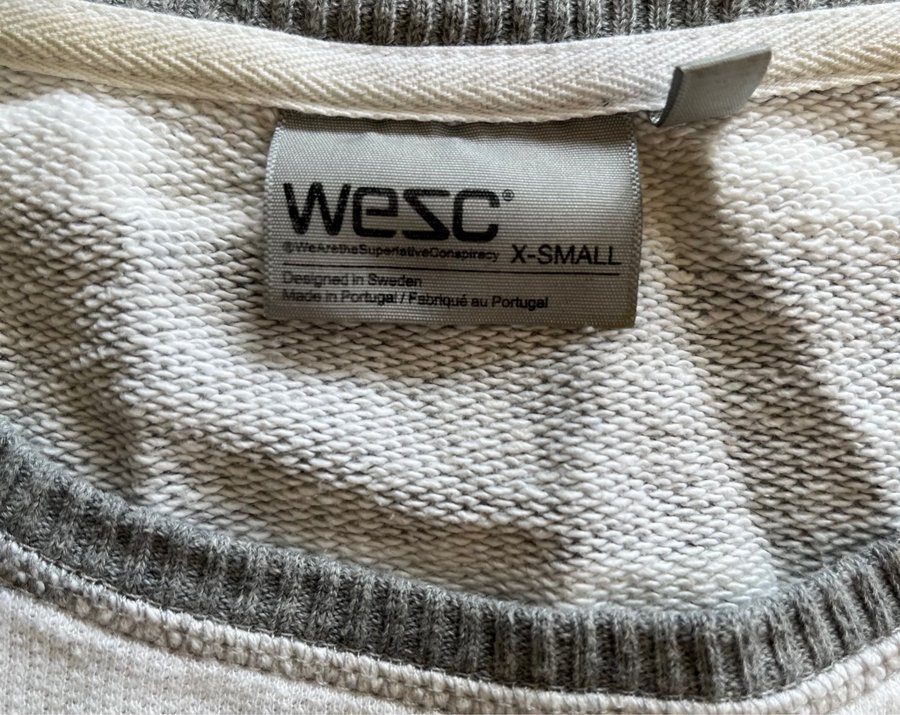 wesc®
®WeAretheSuperlativeConspiracy X-SMALL
Designed in Sweden
Made in Portugal / Fabriqué au Portugal